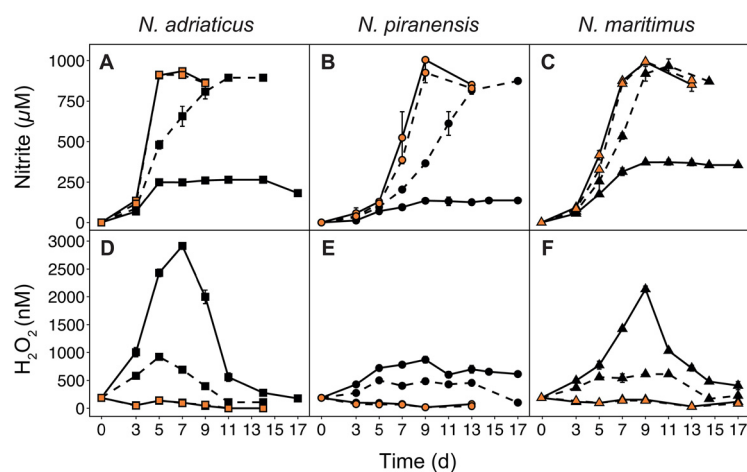 N. adriaticus N. piranensis N. maritimus
A B C
Nitrite (µM)
1000
750
500
250
0
D E F
H₂O₂ (nM)
3000
2500
2000
1500
1000
500
0
0 3 5 7 9 11 13 15 17 0 3 5 7 9 11 13 15 17 0 3 5 7 9 11 13 15 17
Time (d)